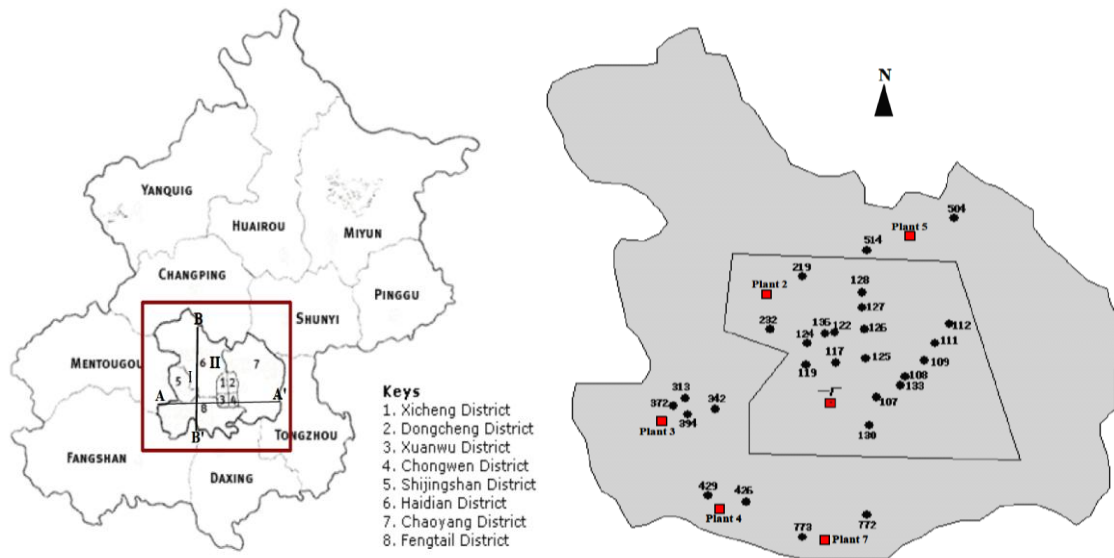 YANQUIG
HUAIROU
MIYUN
CHANGPING
PINGGU
SHUNYI
MENTOUGOU
B
6 II
7
5 I
1 2
A
A'
3 4
8
B'
TONGZHOU
FANGSHAN
DAXING
Keys
1. Xicheng District
2. Dongcheng District
3. Xuanwu District
4. Chongwen District
5. Shijingshan District
6. Haidian District
7. Chaoyang District
8. Fengtail District
N
504
Plant 5
514
219
Plant 2
128
127
232
135 122
126
112
124
111
117
125
109
119
108
133
107
313
372
342
394
Plant 3
130
429
426
Plant 4
772
773
Plant 7